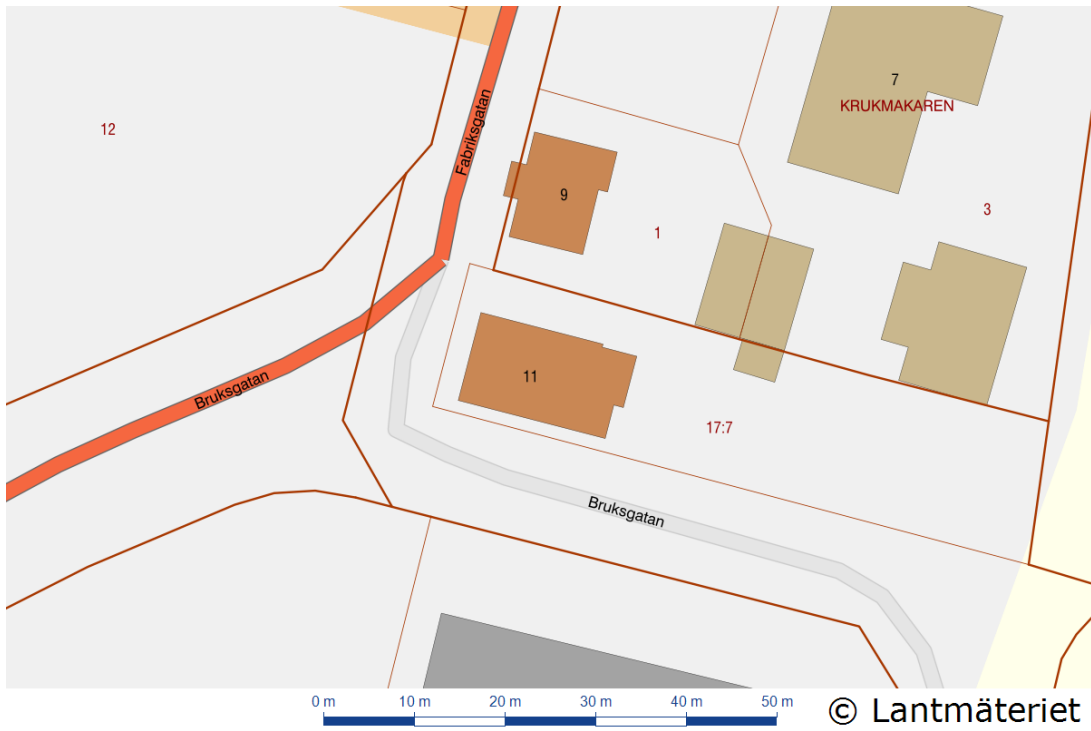 7
KRUKMAKAREN
12
Fabriksgatan
9
1
3
11
Bruksgatan
17:7
Bruksgatan
0 m 10 m 20 m 30 m 40 m 50 m
© Lantmäteriet